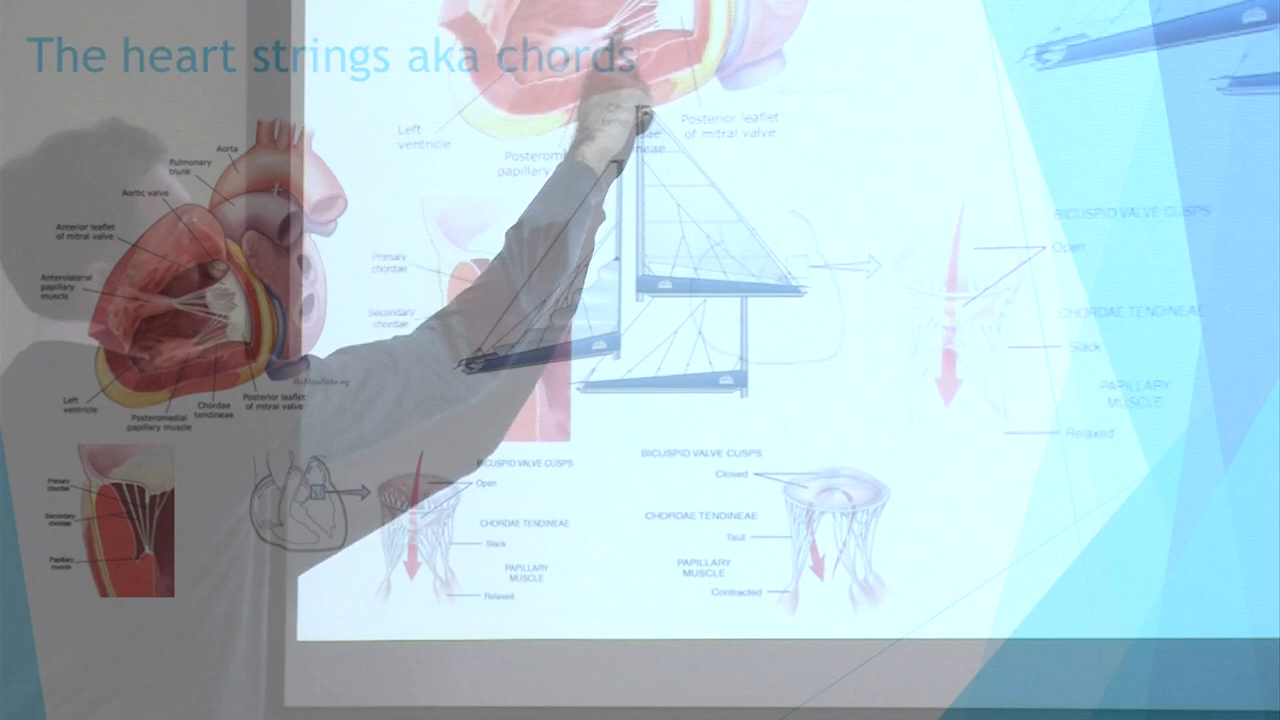 The heart strings aka chords
Aorta
Pulmonary
trunk
Aortic valve
Anterior leaflet
of mitral valve
Anterolateral
papillary
muscle
Left
ventricle
Posteromedial
papillary muscle
Chordae
tendineae
Posterior leaflet
of mitral valve
Primary
chordae
Secondary
chordae
Papillary
muscle
Left
ventricle
papillary
Posterior leaflet
of mitral valve
Primary
chordae
Secondary
chordae
BICUSPID VALVE CUSPS
Open
CHORDAE TENDINEAE
Slack
PAPILLARY
MUSCLE
Relaxed
BICUSPID VALVE CUSPS
Open
CHORDAE TENDINEAE
Slack
PAPILLARY
MUSCLE
Relaxed
BICUSPID VALVE CUSPS
Closed
CHORDAE TENDINEAE
Taut
PAPILLARY
MUSCLE
Contracted